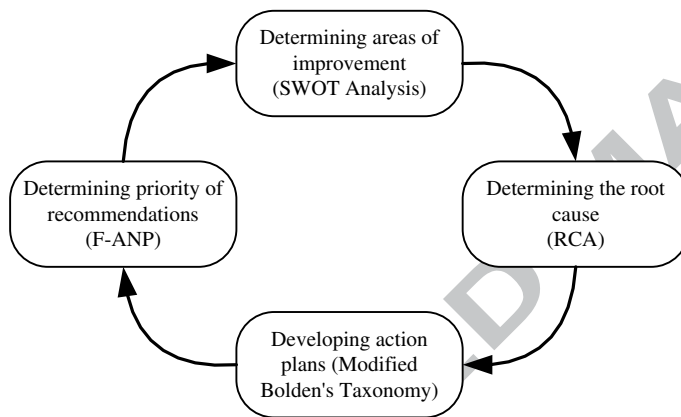 Determining areas of
improvement
(SWOT Analysis)
Determining the root
cause
(RCA)
Developing action
plans (Modified
Bolden's Taxonomy)
Determining priority of
recommendations
(F-ANP)